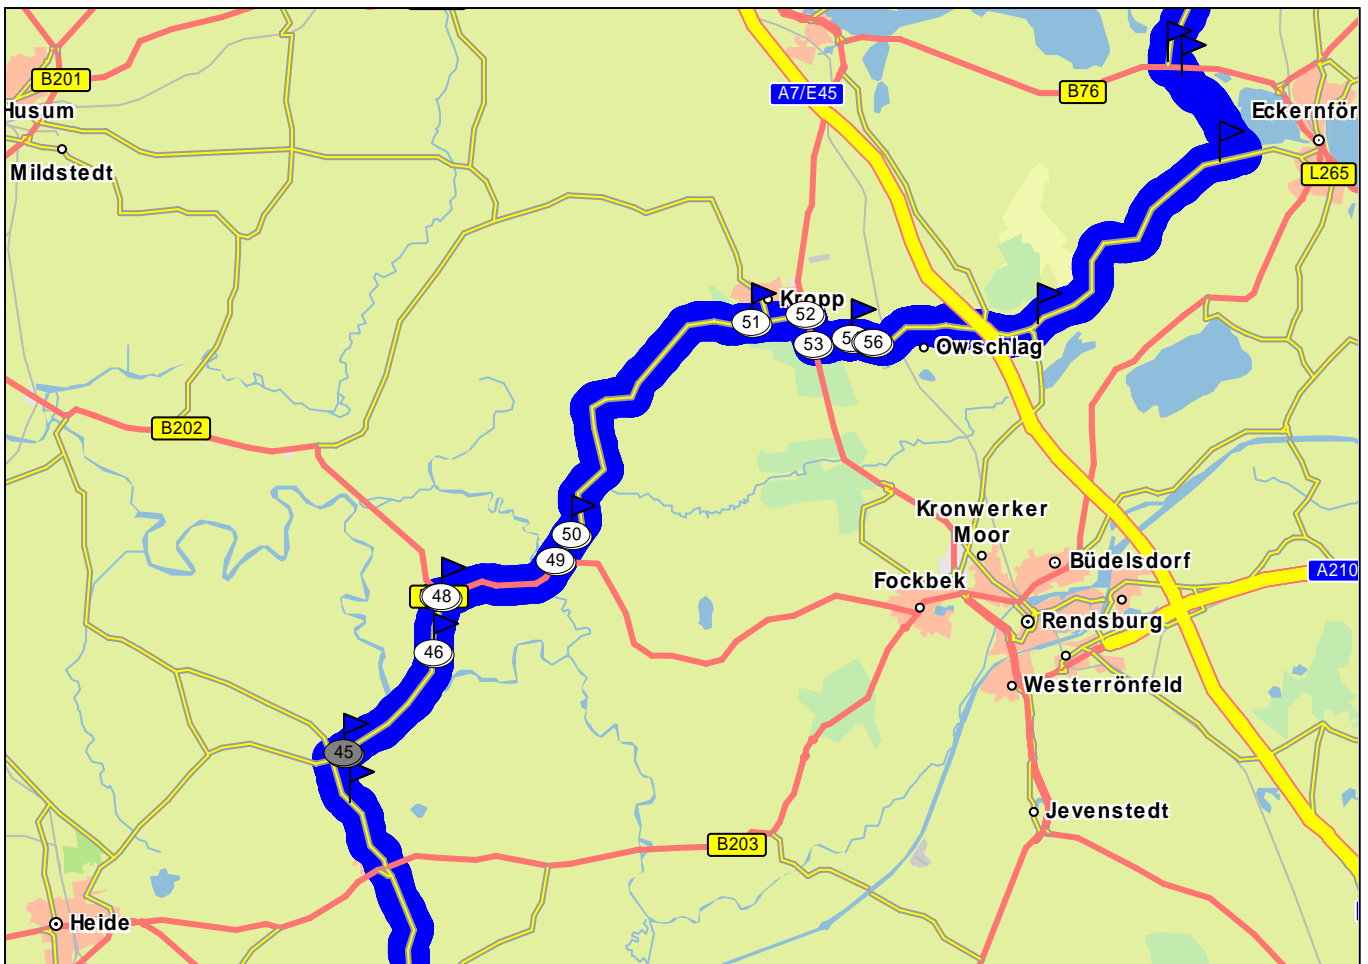 B201
A7/E45
B76
Husum
Eckernför
Mildstedt
L265
Kropp
51
52
53
5
56
Owschlag
B202
Kronwerker
Moor
50
49
Büdelsdorf
Fockbek
A210
48
Rendsburg
46
Westerrönfeld
45
Jevenstedt
B203
Heide